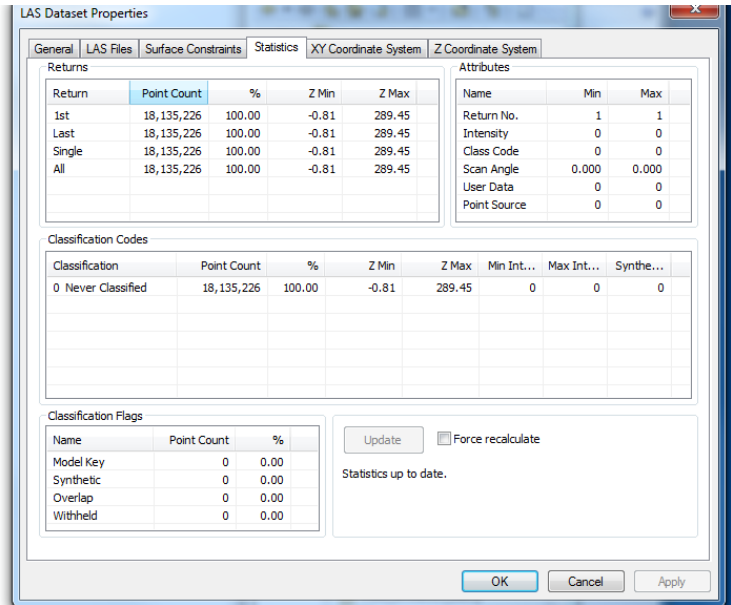 LAS Dataset Properties
General LAS Files Surface Constraints Statistics XY Coordinate System Z Coordinate System
Returns
Return Point Count % Z Min Z Max
1st 18,135,226 100.00 -0.81 289.45
Last 18,135,226 100.00 -0.81 289.45
Single 18,135,226 100.00 -0.81 289.45
All 18,135,226 100.00 -0.81 289.45
Attributes
Name Min Max
Return No. 1 1
Intensity 0 0
Class Code 0 0
Scan Angle 0.000 0.000
User Data 0 0
Point Source 0 0
Classification Codes
Classification Point Count % Z Min Z Max Min Int... Max Int... Synthe...
0 Never Classified 18,135,226 100.00 -0.81 289.45 0 0 0
Classification Flags
Name Point Count %
Model Key 0 0.00
Synthetic 0 0.00
Overlap 0 0.00
Withheld 0 0.00
Update Force recalculate
Statistics up to date.
OK Cancel Apply